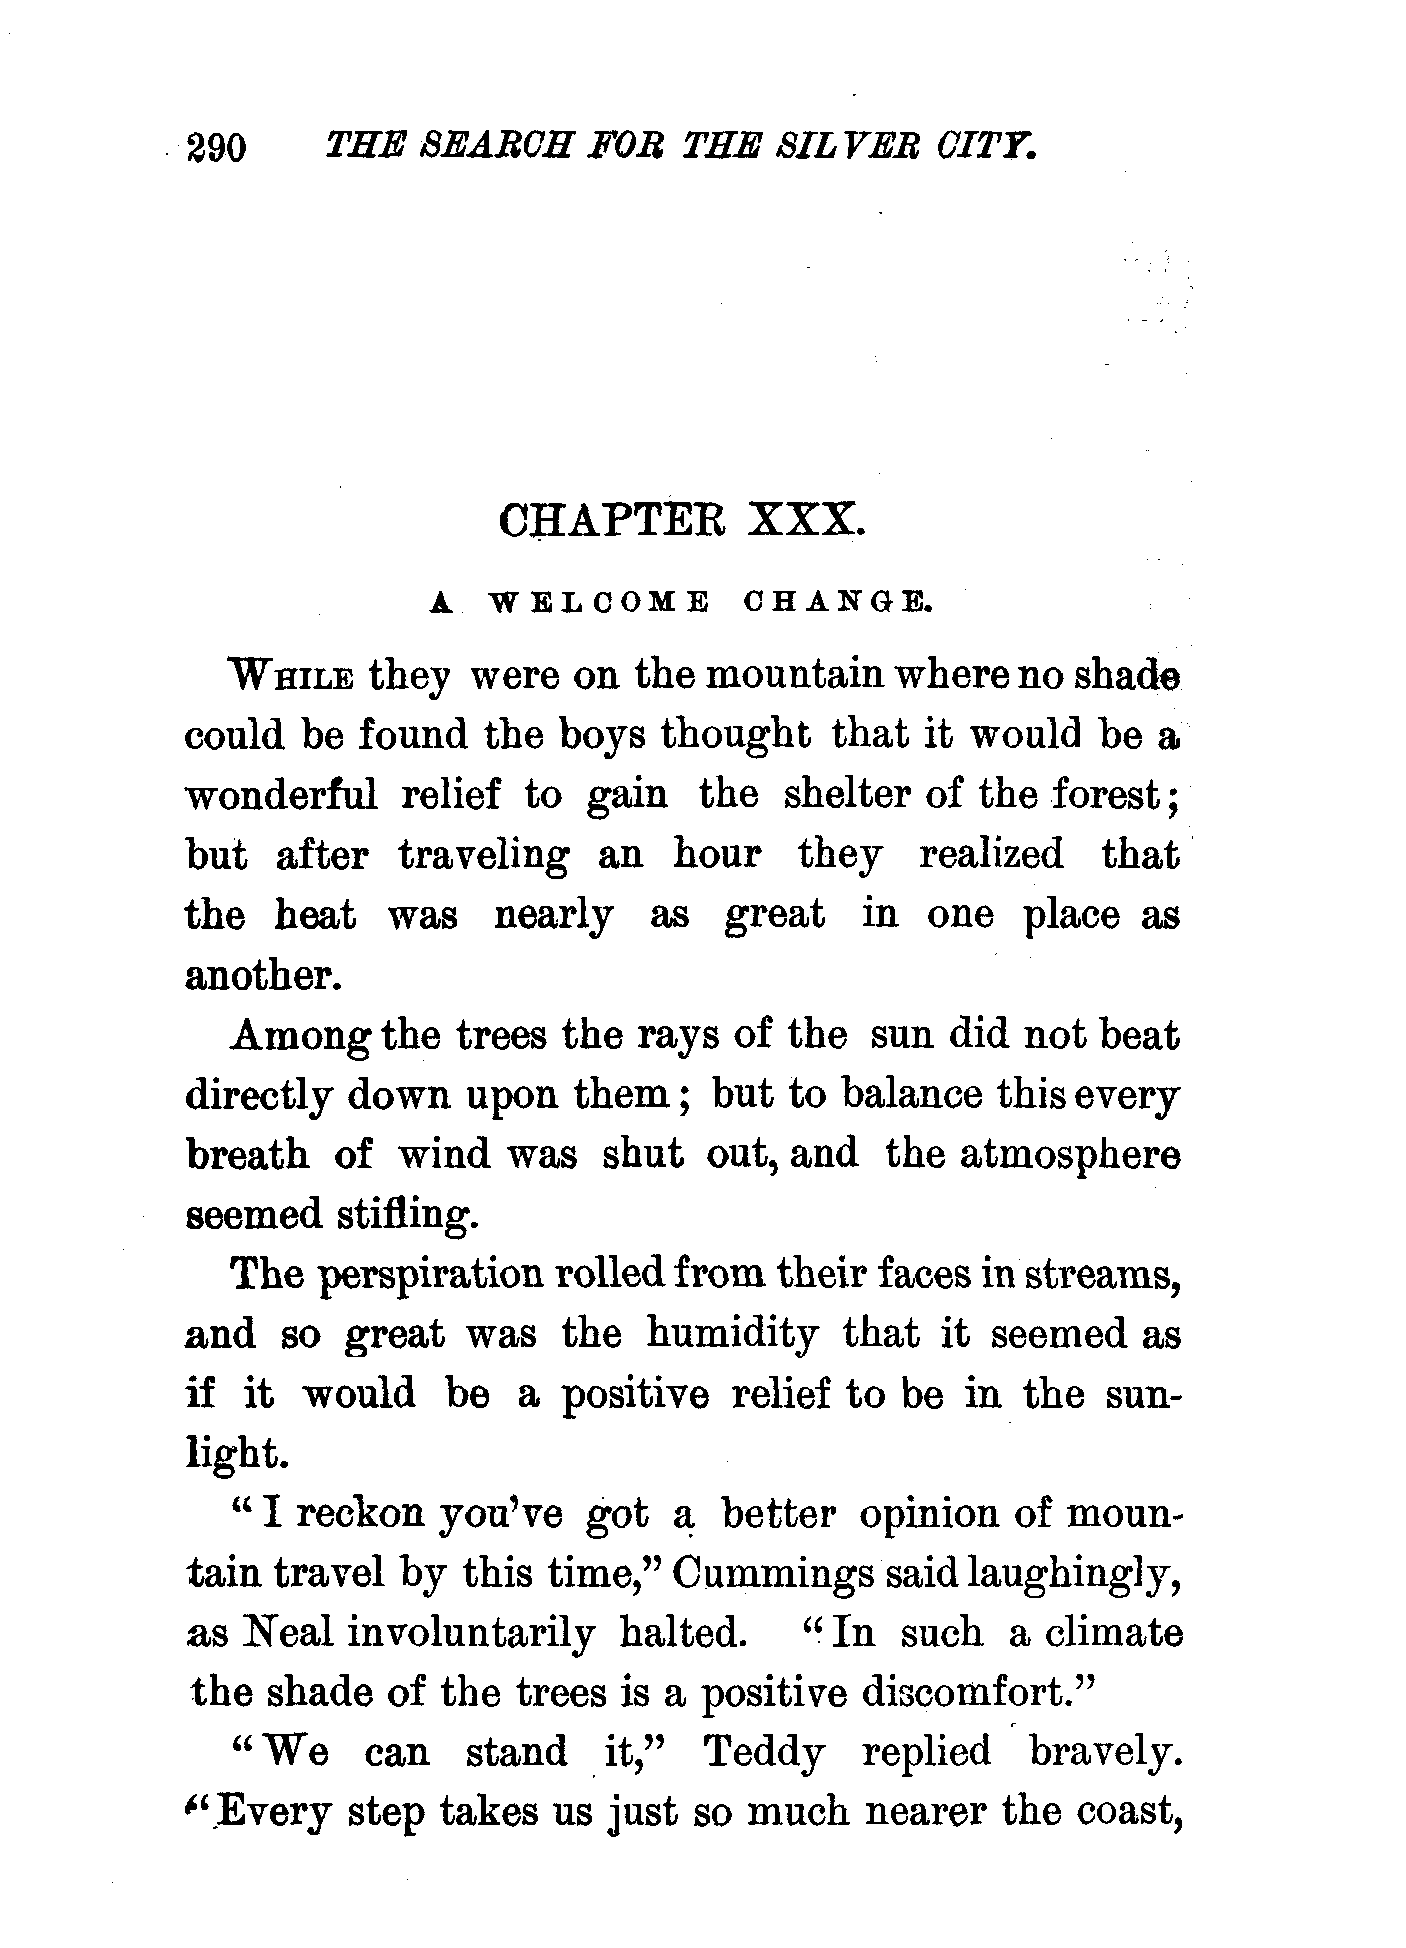 290 THE SEARCH FOR THE SILVER CITY.
CHAPTER XXX.
A WELCOME CHANGE.
WHILE they were on the mountain where no shade
could be found the boys thought that it would be a
wonderful relief to gain the shelter of the forest;
but after traveling an hour they realized that
the heat was nearly as great in one place as
another.
Among the trees the rays of the sun did not beat
directly down upon them; but to balance this every
breath of wind was shut out, and the atmosphere
seemed stifling.
The perspiration rolled from their faces in streams,
and so great was the humidity that it seemed as
if it would be a positive relief to be in the sun-
light.
"I reckon you've got a better opinion of moun-
tain travel by this time," Cummings said laughingly,
as Neal involuntarily halted. "In such a climate
the shade of the trees is a positive discomfort."
"We can stand it," Teddy replied bravely.
"Every step takes us just so much nearer the coast,